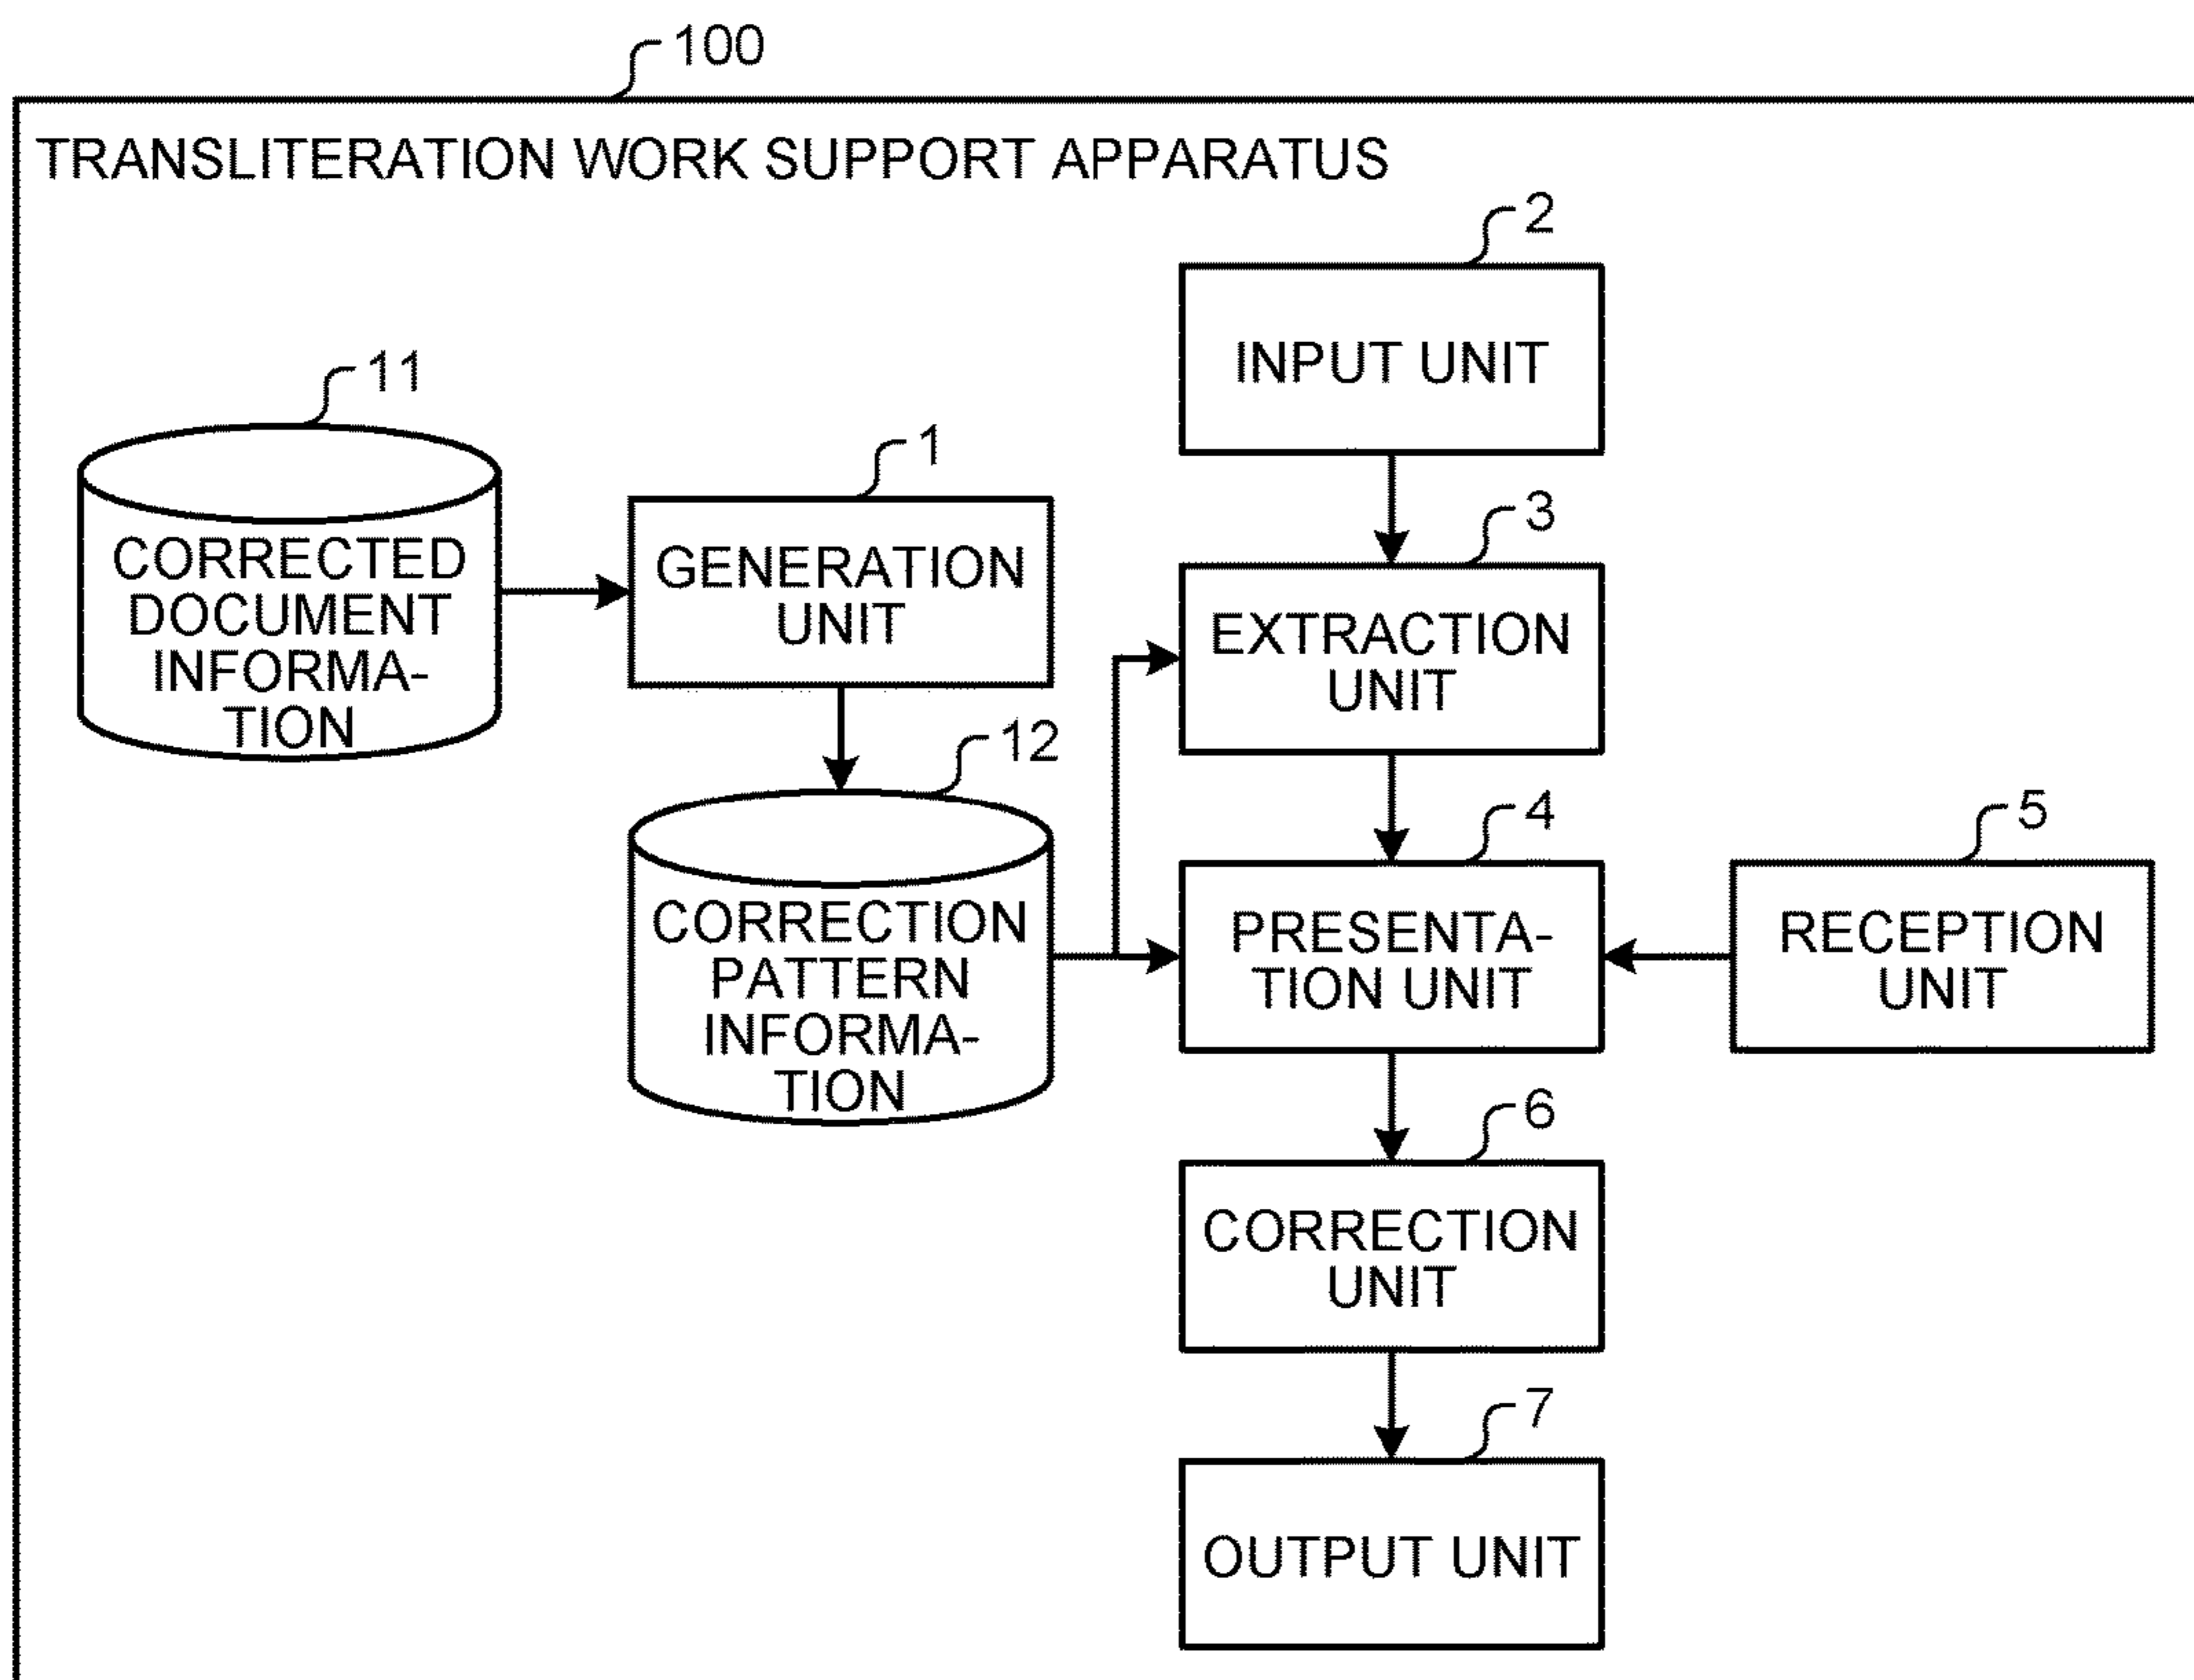 100
TRANSLITERATION WORK SUPPORT APPARATUS
2
INPUT UNIT
11
CORRECTED
DOCUMENT
INFORMA-
TION
1
GENERATION
UNIT
3
EXTRACTION
UNIT
12
CORRECTION
PATTERN
INFORMA-
TION
4
PRESENTA-
TION UNIT
5
RECEPTION
UNIT
6
CORRECTION
UNIT
7
OUTPUT UNIT